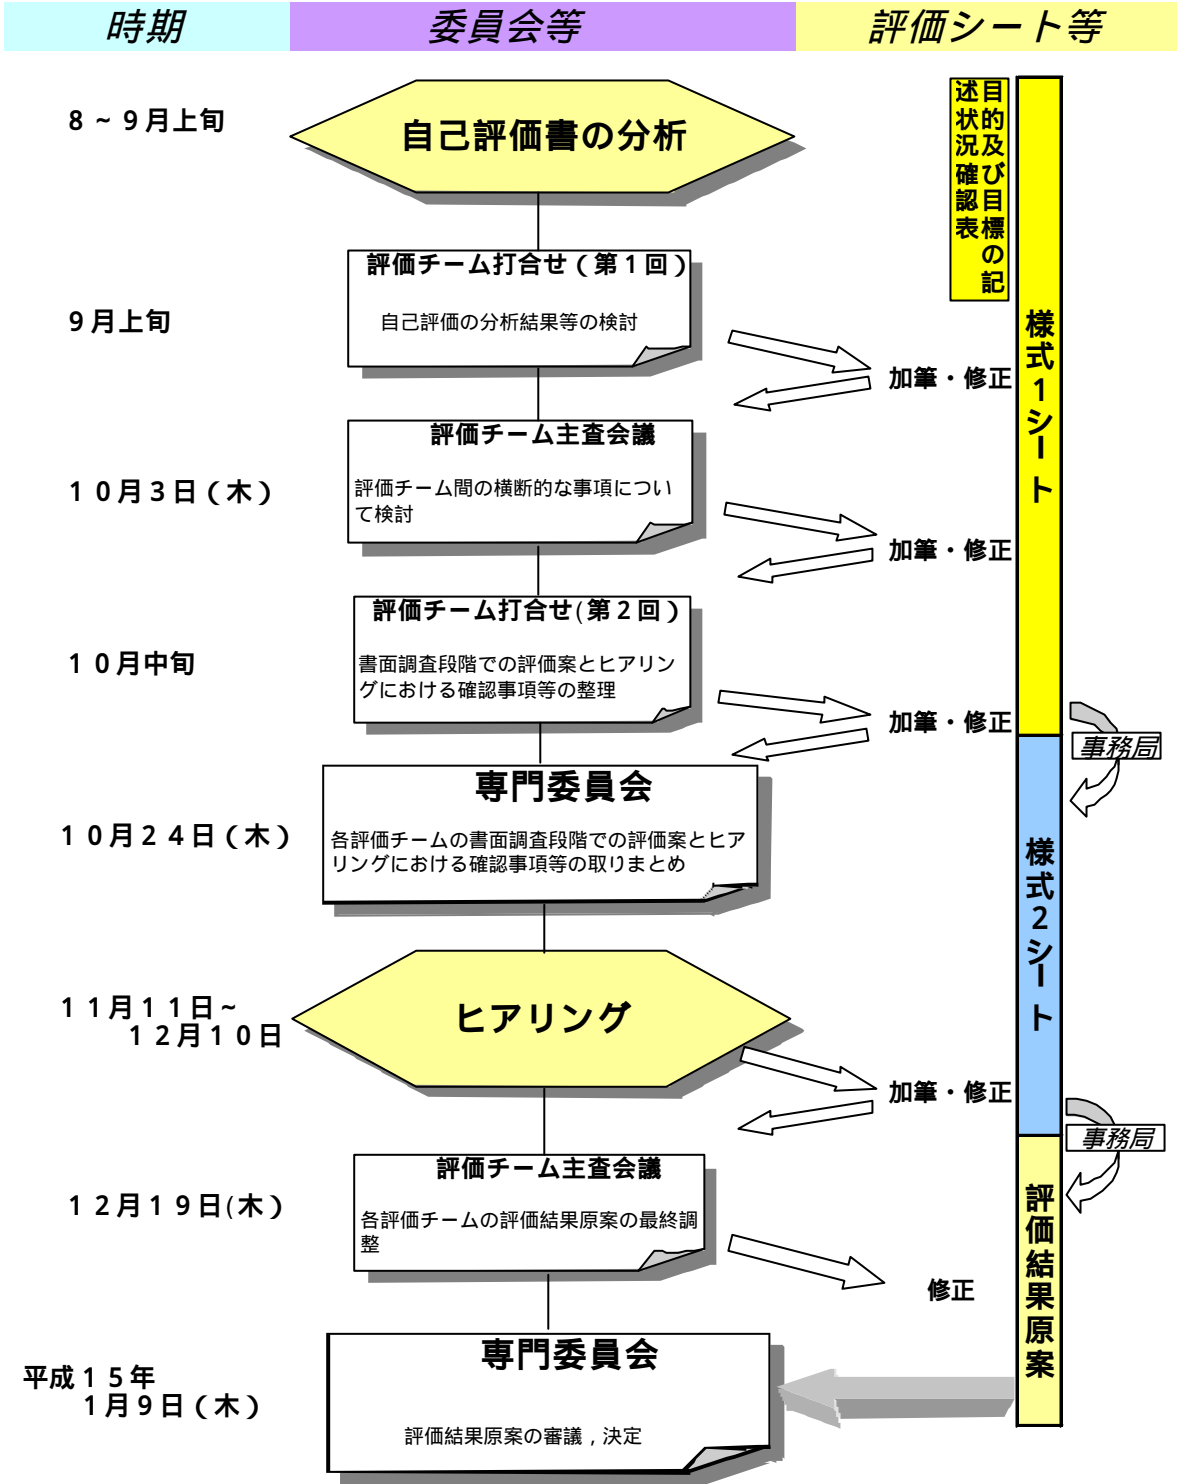 時期
委員会等
評価シート等
８～９月上旬
自己評価書の分析
目的及び目標の記
述状況確認表
９月上旬
評価チーム打合せ（第１回）
自己評価の分析結果等の検討
加筆・修正
様式１シート
１０月３日（木）
評価チーム主査会議
評価チーム間の横断的な事項につい
て検討
加筆・修正
１０月中旬
評価チーム打合せ(第２回）
書面調査段階での評価案とヒアリン
グにおける確認事項等の整理
加筆・修正
事務局
１０月２４日（木）
専門委員会
各評価チームの書面調査段階での評価案とヒア
リングにおける確認事項等の取りまとめ
様式２シート
１１月１１日～
１２月１０日
ヒアリング
加筆・修正
事務局
１２月１９日(木）
評価チーム主査会議
各評価チームの評価結果原案の最終調
整
修正
評価結果原案
平成１５年
１月９日（木）
専門委員会
評価結果原案の審議，決定